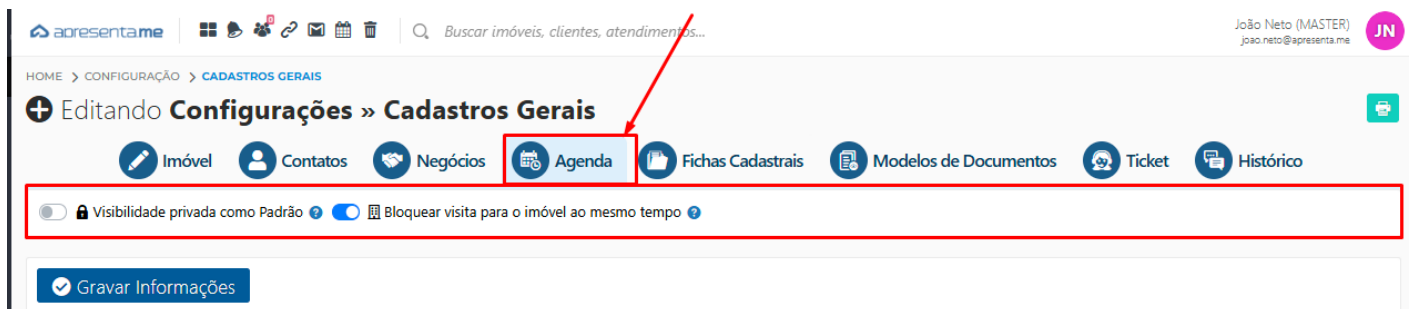 apresenta.me
0
Buscar imóveis, clientes, atendimentos...
João Neto (MASTER)
joao.neto@apresenta.me
JN
HOME > CONFIGURAÇÃO > CADASTROS GERAIS
Editando Configurações » Cadastros Gerais
Imóvel Contatos Negócios Agenda Fichas Cadastrais Modelos de Documentos Ticket Histórico
Visibilidade privada como Padrão ? Bloquear visita para o imóvel ao mesmo tempo ?
Gravar Informações